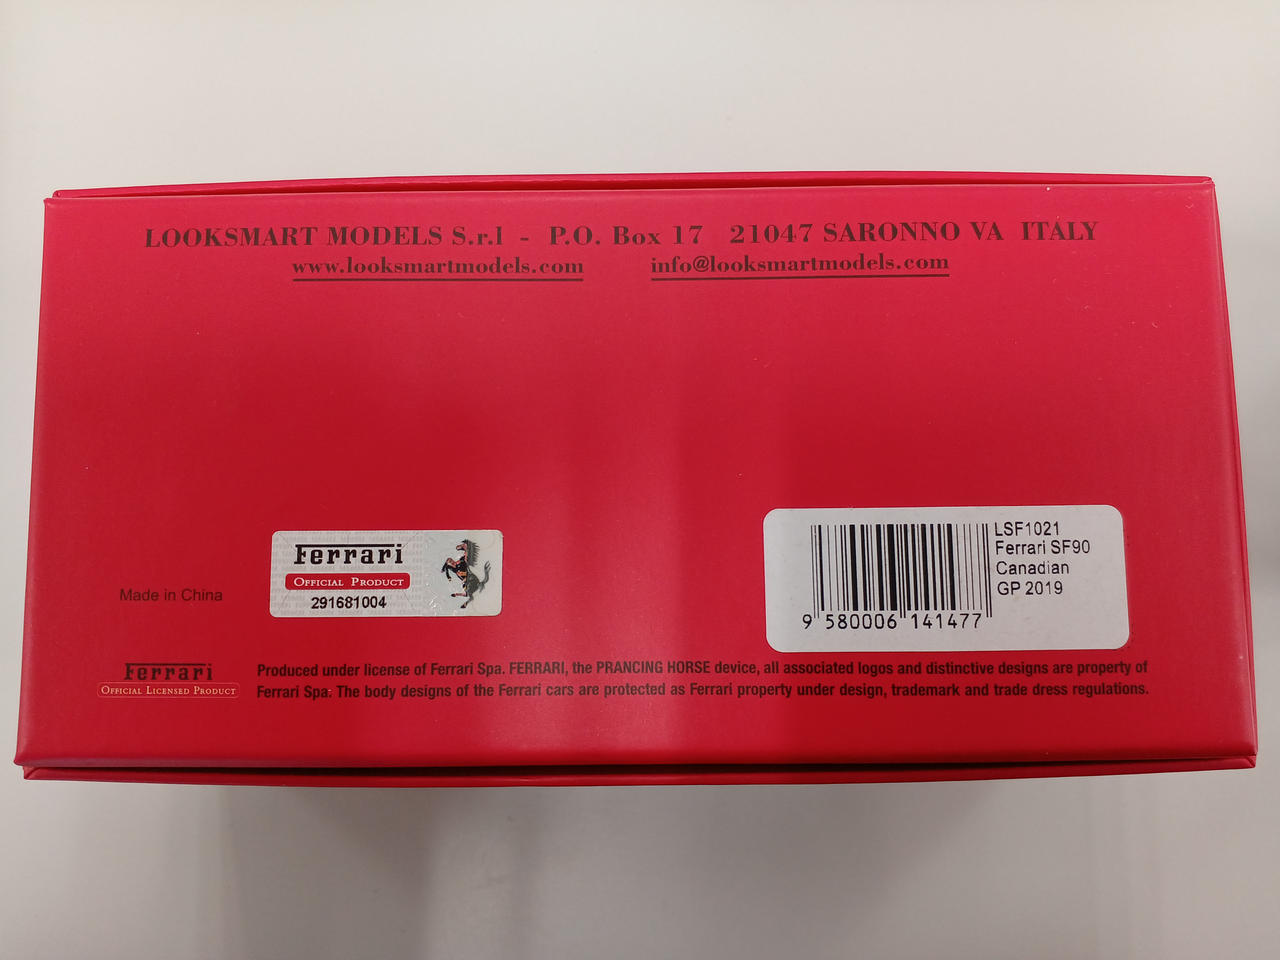 LOOKSMART MODELS S.r.l - P.O. Box 17 21047 SARONNO VA ITALY
www.looksmartmodels.com info@looksmartmodels.com
Ferrari
OFFICIAL PRODUCT
291681004
Made in China
LSF1021
Ferrari SF90
Canadian
GP 2019
9 580006 141477
Ferrari
OFFICIAL LICENSED PRODUCT
Produced under license of Ferrari Spa. FERRARI, the PRANCING HORSE device, all associated logos and distinctive designs are property of
Ferrari Spa. The body designs of the Ferrari cars are protected as Ferrari property under design, trademark and trade dress regulations.